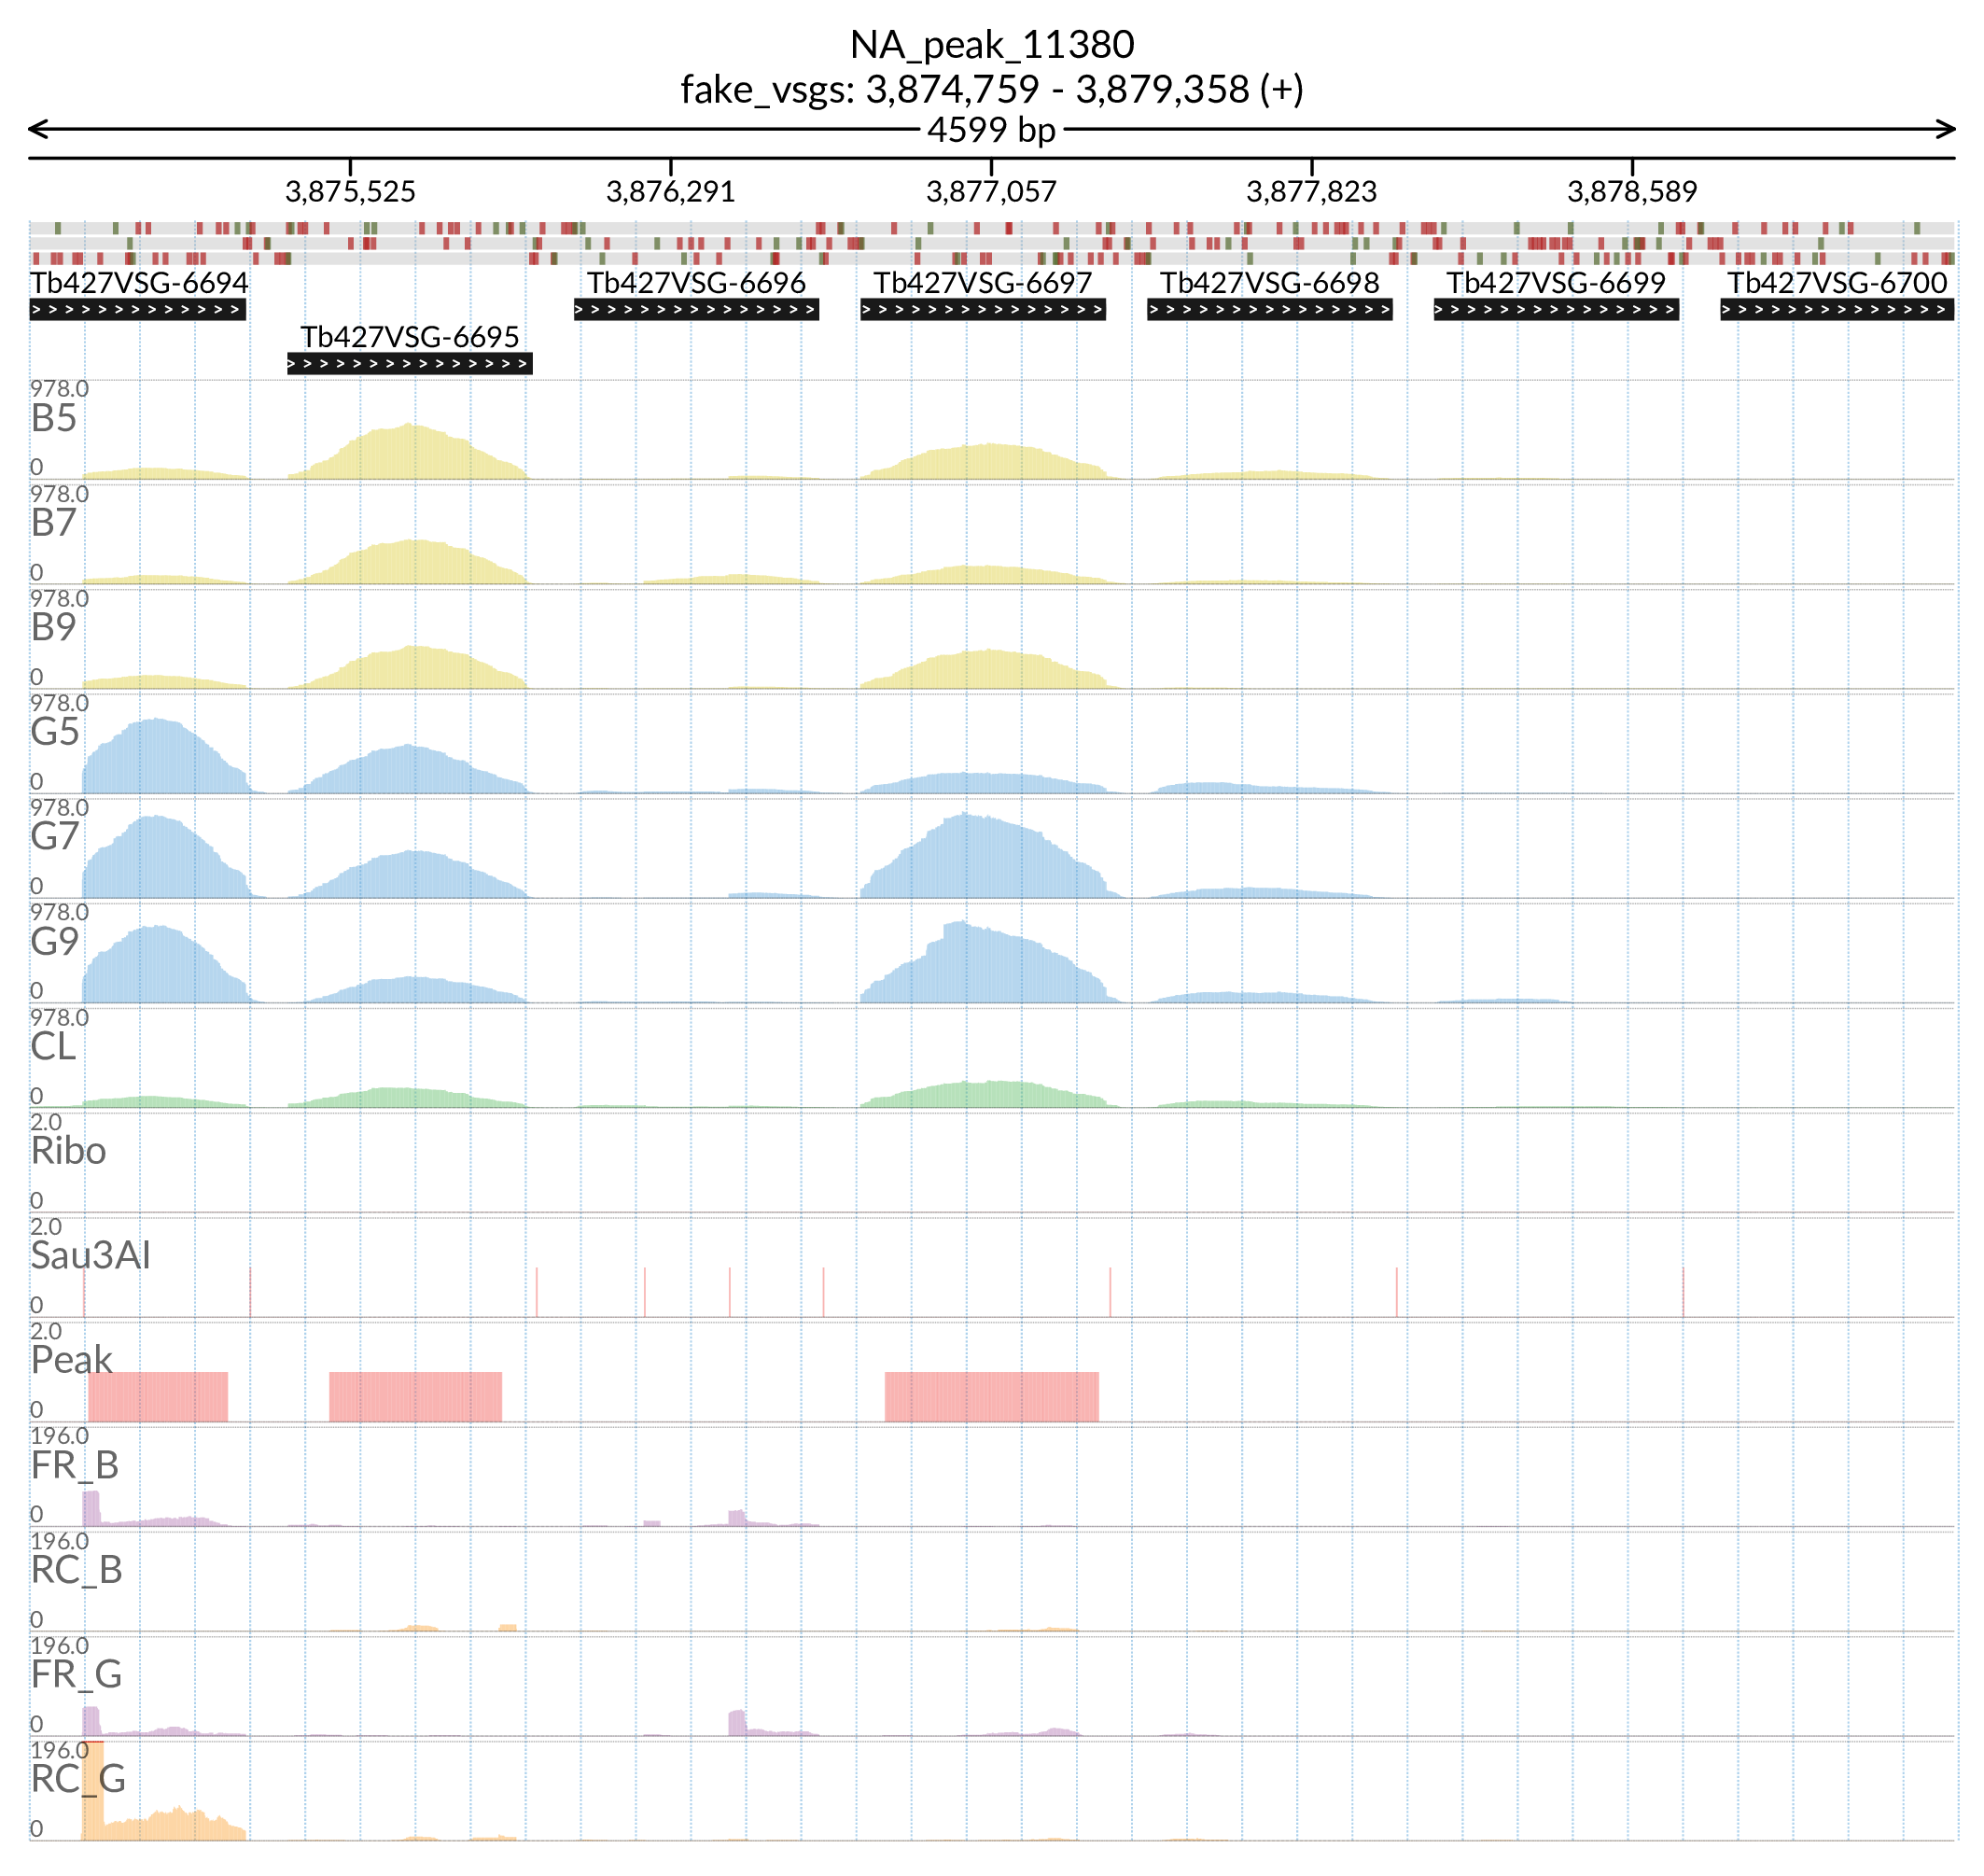 NA_peak_11380
fake_vsgs: 3,874,759 - 3,879,358 (+)
4599 bp
3,875,525 3,876,291 3,877,057 3,877,823 3,878,589
Tb427VSG-6694 Tb427VSG-6696 Tb427VSG-6697 Tb427VSG-6698 Tb427VSG-6699 Tb427VSG-6700
Tb427VSG-6695
978.0
B5
0
978.0
B7
0
978.0
B9
0
978.0
G5
0
978.0
G7
0
978.0
G9
0
978.0
CL
0
2.0
Ribo
0
2.0
Sau3AI
0
2.0
Peak
0
196.0
FR_B
0
196.0
RC_B
0
196.0
FR_G
0
196.0
RC_G
0